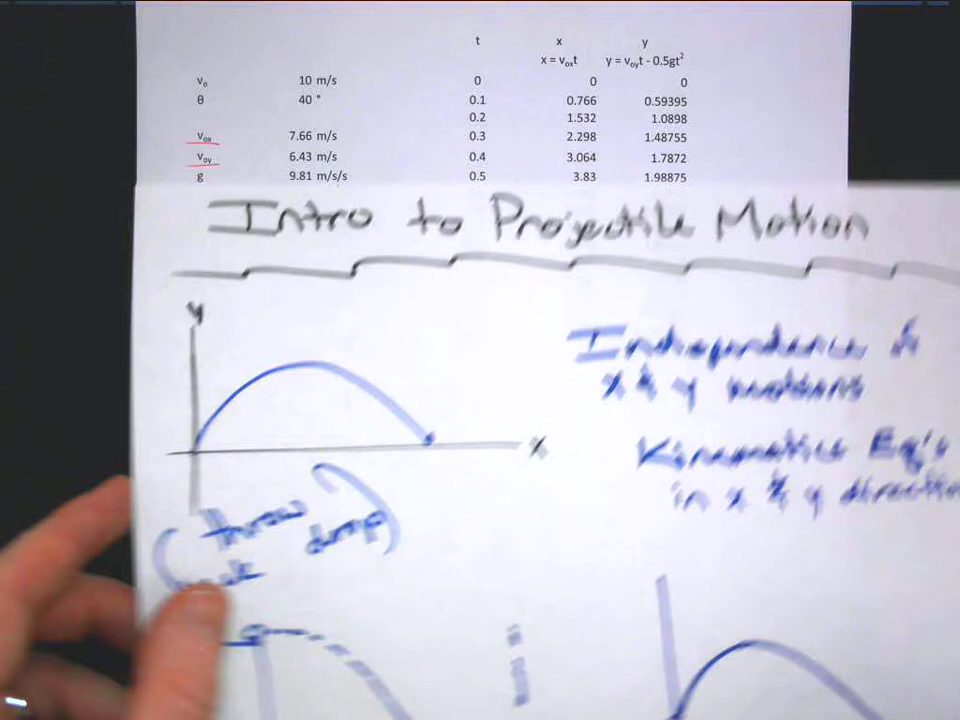 t x y
x = v₀ₓt y = v₀ᵧt - 0.5gt²
v₀ 10 m/s 0 0 0
θ 40 ° 0.1 0.766 0.59395
0.2 1.532 1.0898
v₀ₓ 7.66 m/s 0.3 2.298 1.48755
v₀ᵧ 6.43 m/s 0.4 3.064 1.7872
g 9.81 m/s/s 0.5 3.83 1.98875
Intro to Projectile Motion
y
x
Independence of
x & y motions
Kinematics Eq's
in x & y
(throw
drop)